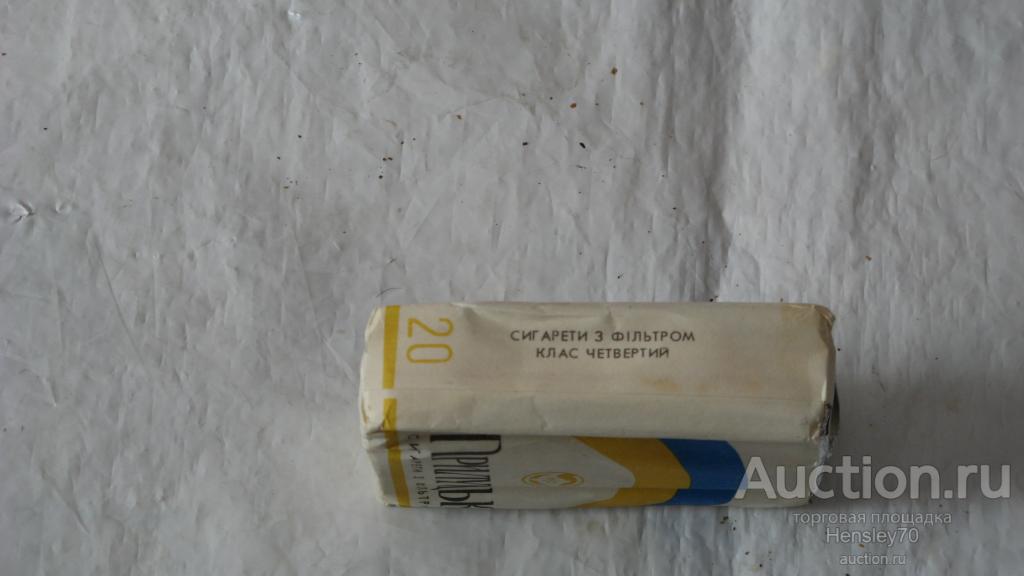 20
СИГАРЕТИ З ФІЛЬТРОМ
КЛАС ЧЕТВЕРТИЙ
Auction.ru
торговая площадка
Hensley70
auction.ru